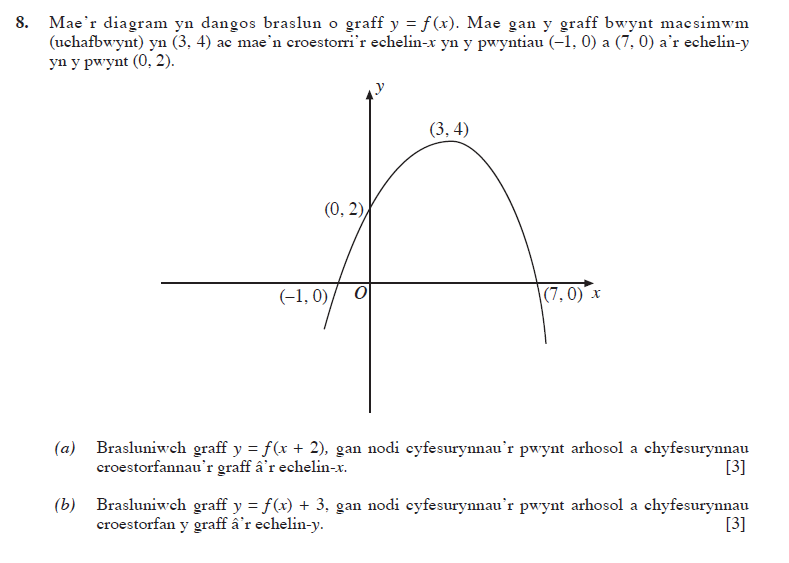 8. Mae'r diagram yn dangos braslun o graff y = f(x). Mae gan y graff bwynt macsimwm
(uchafbwynt) yn (3, 4) ac mae'n croestorri'r echelin-x yn y pwyntiau (–1, 0) a (7, 0) a'r echelin-y
yn y pwynt (0, 2).
y
(3, 4)
(0, 2)
(–1, 0) O (7, 0) x
(a) Brasluniwch graff y = f(x + 2), gan nodi cyfesurynnau'r pwynt arhosol a chyfesurynnau
croestorfannau'r graff â'r echelin-x. [3]
(b) Brasluniwch graff y = f(x) + 3, gan nodi cyfesurynnau'r pwynt arhosol a chyfesurynnau
croestorfan y graff â'r echelin-y. [3]